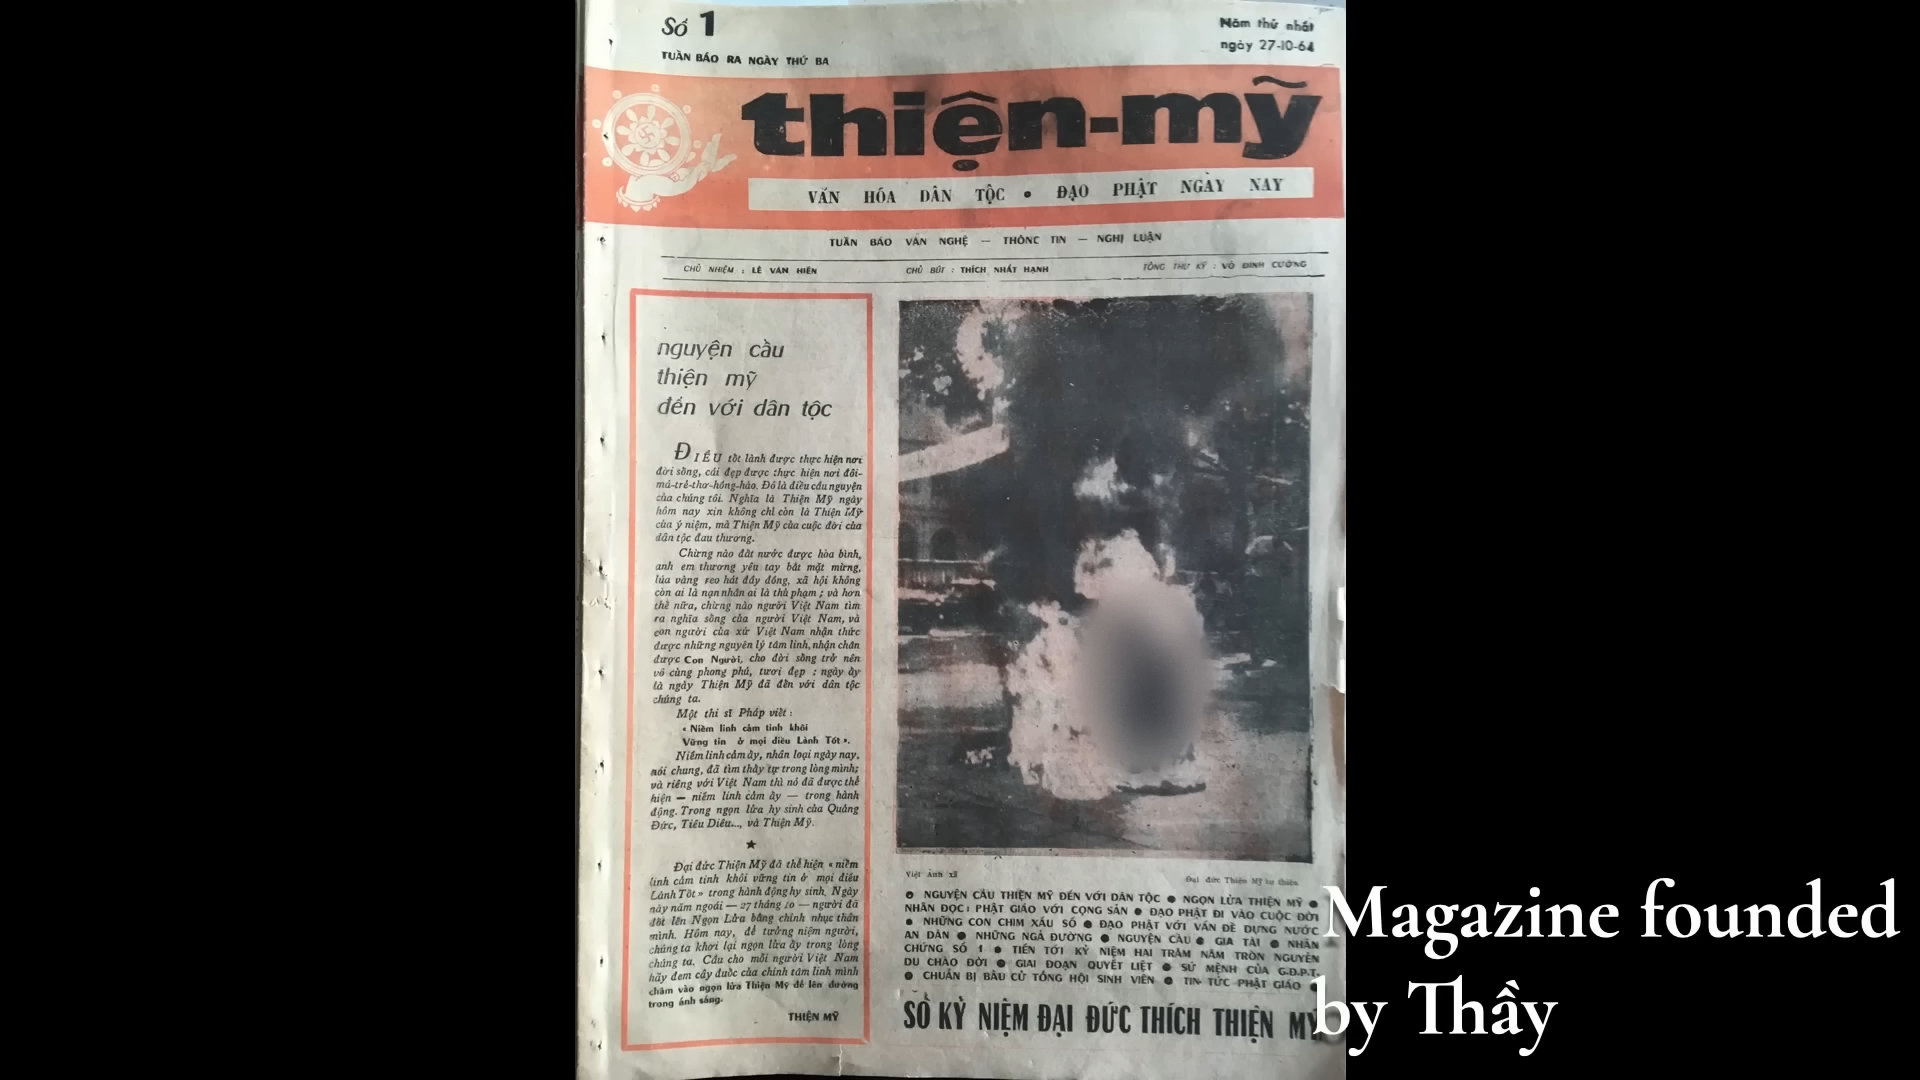 Số 1
TUẦN BÁO RA NGÀY THỨ BA
Năm thứ nhất
ngày 27-10-64
thiện-mỹ
VĂN HÓA DÂN TỘC • ĐẠO PHẬT NGÀY NAY
TUẦN BÁO VĂN NGHỆ — THÔNG TIN — NGHỊ LUẬN
CHỦ NHIỆM : LÊ VĂN HIẾN CHỦ BÚT : THÍCH NHẤT HẠNH TỔNG THƯ KÝ : VÕ ĐÌNH CƯỜNG
nguyện cầu
thiện mỹ
đến với dân tộc
ĐIỀU tốt lành được thực hiện nơi
đời sống, cái đẹp được thực hiện nơi đôi-
má-trẻ-thơ-hồng-hào. Đó là điều cầu nguyện
của chúng tôi. Nghĩa là Thiện Mỹ ngày
hôm nay xin không chỉ còn là Thiện Mỹ
của ý niệm, mà Thiện Mỹ của cuộc đời của
dân tộc đau thương.
Chừng nào đất nước được hòa bình,
anh em thương yêu tay bắt mặt mừng,
lúa vàng reo hát đầy đồng, xã hội không
còn ai là nạn nhân ai là thủ phạm ; và hơn
thế nữa, chừng nào người Việt Nam tìm
ra nghĩa sống của người Việt Nam, và
con người của xứ Việt Nam nhận thức
được những nguyên lý tâm linh, nhận chân
được Con Người, cho đời sống trở nên
vô cùng phong phú, tươi đẹp ; ngày ấy
là ngày Thiện Mỹ đã đến với dân tộc
chúng ta.
Một thi sĩ Pháp viết :
« Niềm linh cảm tinh khôi
Vững tin ở mọi điều Lành Tốt ».
Niềm linh cảm ấy, nhân loại ngày nay,
nói chung, đã tìm thấy tự trong lòng mình;
và riêng với Việt Nam thì nó đã được thể
hiện — niềm linh cảm ấy — trong hành
động. Trong ngọn lửa hy sinh của Quảng
Đức, Tiêu Diêu..., và Thiện Mỹ.
★
Đại đức Thiện Mỹ đã thể hiện « niềm
linh cảm tinh khôi vững tin ở mọi điều
Lành Tốt » trong hành động hy sinh. Ngày
này năm ngoái — 27 tháng 10 — người đã
đốt lên Ngọn Lửa bằng chính nhục thân
mình. Hôm nay, để tưởng niệm người,
chúng ta khơi lại ngọn lửa ấy trong lòng
chúng ta. Cầu cho mỗi người Việt Nam
hãy đem cây đuốc của chính tâm linh mình
châm vào ngọn lửa Thiện Mỹ để lên đường
trong ánh sáng.
THIỆN MỸ
Việt Ảnh xã Đại đức Thiện Mỹ tự thiêu
● NGUYỆN CẦU THIỆN MỸ ĐẾN VỚI DÂN TỘC ● NGỌN LỬA THIỆN MỸ ●
NHÂN ĐỌC: PHẬT GIÁO VỚI CỘNG SẢN ● ĐẠO PHẬT ĐI VÀO CUỘC ĐỜI
● NHỮNG CON CHIM XẤU SỐ ● ĐẠO PHẬT VỚI VẤN ĐỀ DỰNG NƯỚC
AN DÂN ● NHỮNG NGẢ ĐƯỜNG ● NGUYỆN CẦU ● GIA TÀI ● NHÂN
CHỨNG SỐ 1 ● TIẾN TỚI KỶ NIỆM HAI TRĂM NĂM TRÒN NGUYỄN
DU CHÀO ĐỜI ● GIAI ĐOẠN QUYẾT LIỆT ● SỨ MỆNH CỦA G.Đ.P.T.
● CHUẨN BỊ BẦU CỬ TỔNG HỘI SINH VIÊN ● TIN TỨC PHẬT GIÁO ●
SỐ KỶ NIỆM ĐẠI ĐỨC THÍCH THIỆN MỸ
Magazine founded
by Thầy